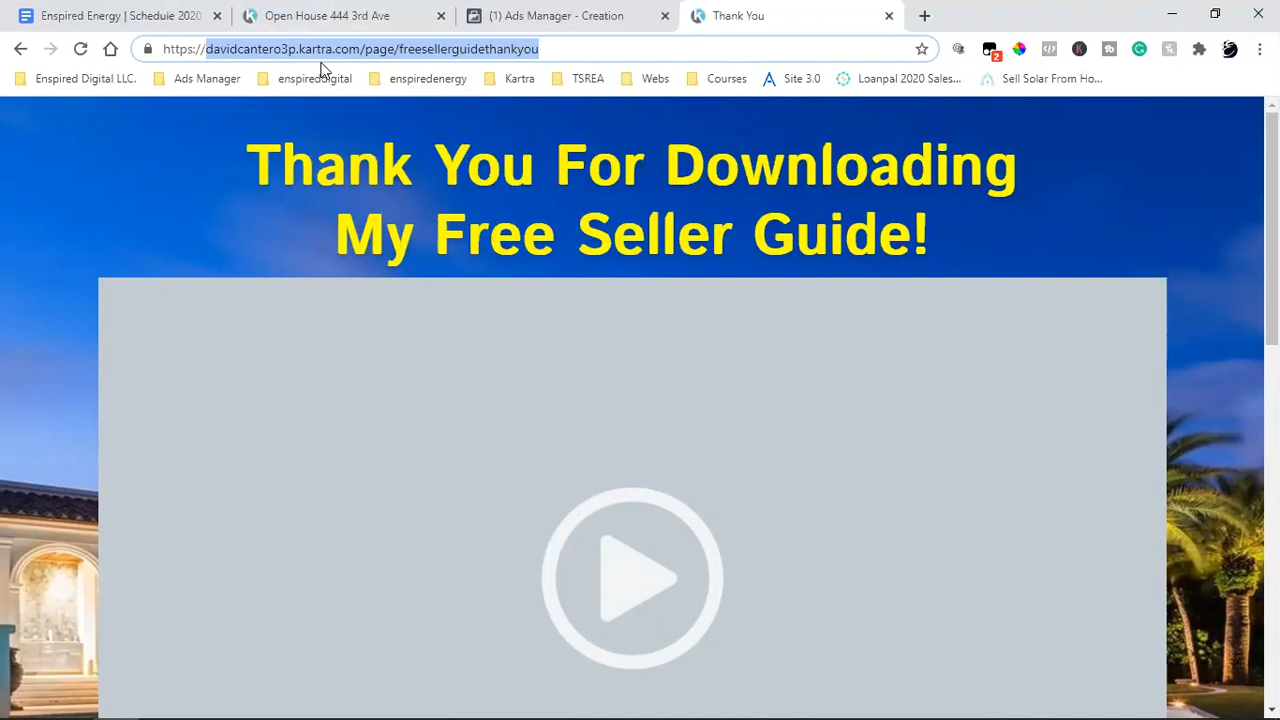 Enspired Energy | Schedule 2020
Open House 444 3rd Ave
(1) Ads Manager - Creation
Thank You
https://davidcantero3p.kartra.com/page/freesellerguidethankyou
2
Enspired Digital LLC.
Ads Manager
enspiredigital
enspiredenergy
Kartra
TSREA
Webs
Courses
Site 3.0
Loanpal 2020 Sales...
Sell Solar From Ho...
Thank You For Downloading
My Free Seller Guide!